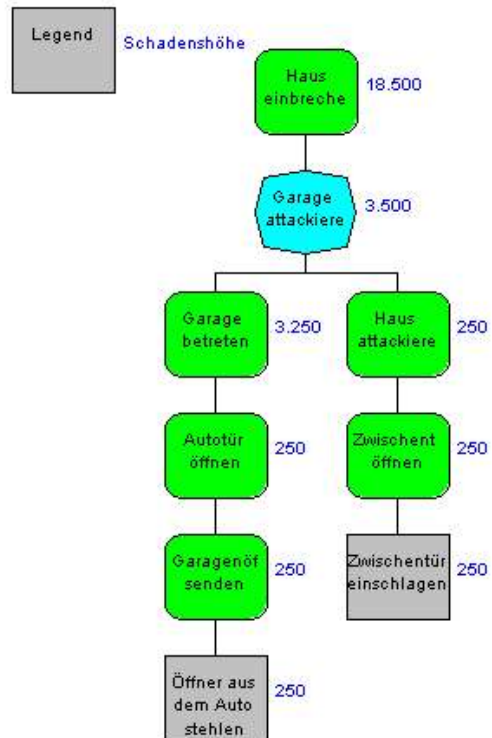 Legend
Schadenshöhe
Haus
einbreche
18.500
Garage
attackiere
3.500
Garage
betreten
3.250
Haus
attackiere
250
Autotür
öffnen
250
Zwischent
öffnen
250
Garagenöf
senden
250
Zwischentür
einschlagen
250
Öffner aus
dem Auto
stehlen
250